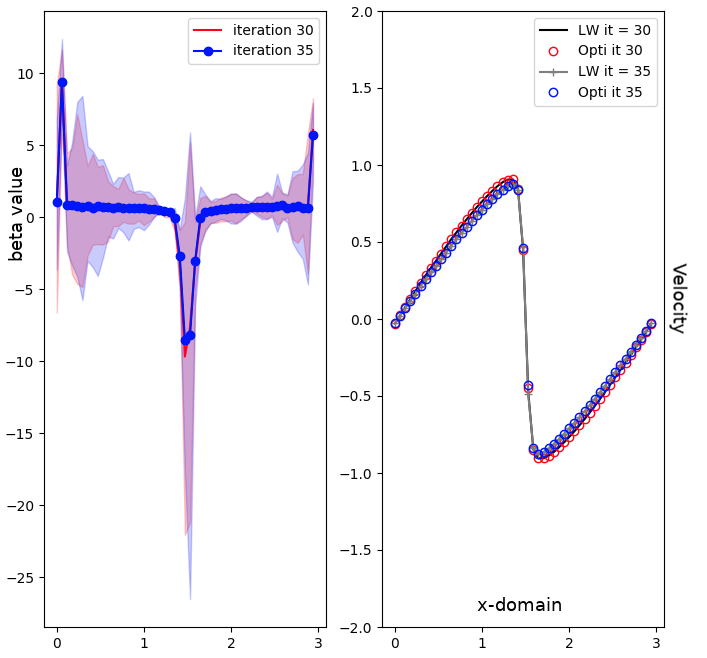 iteration 30
iteration 35
10
5
0
−5
−10
−15
−20
−25
0
1
2
3
beta value
LW it = 30
Opti it 30
LW it = 35
Opti it 35
2.0
1.5
1.0
0.5
0.0
−0.5
−1.0
−1.5
−2.0
0
1
2
3
x-domain
Velocity